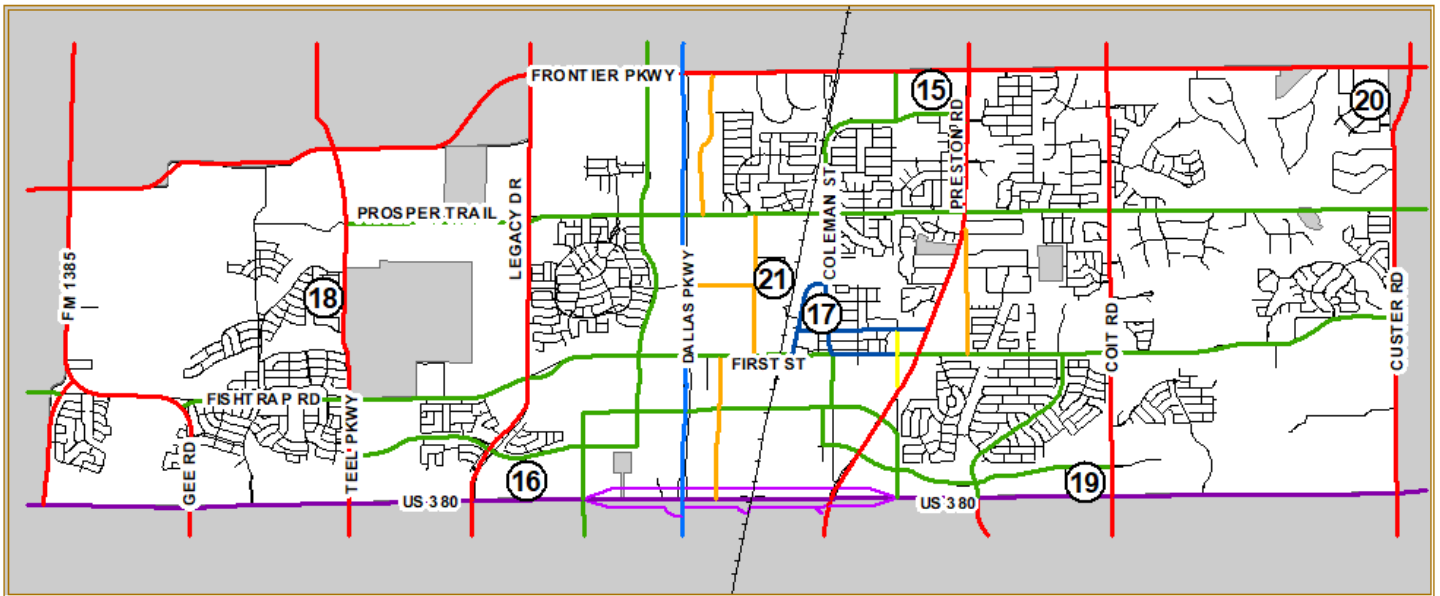 FRONTIER PKWY
15
20
PRESTON RD
COLEMAN ST
LEGACY DR
PROSPER TRAIL
FM 1385
18
21
17
DALLAS PKWY
COIT RD
CUSTER RD
FIRST ST
FISHTRAP RD
TEEL PKWY
GEE RD
16
19
US 380
US 380